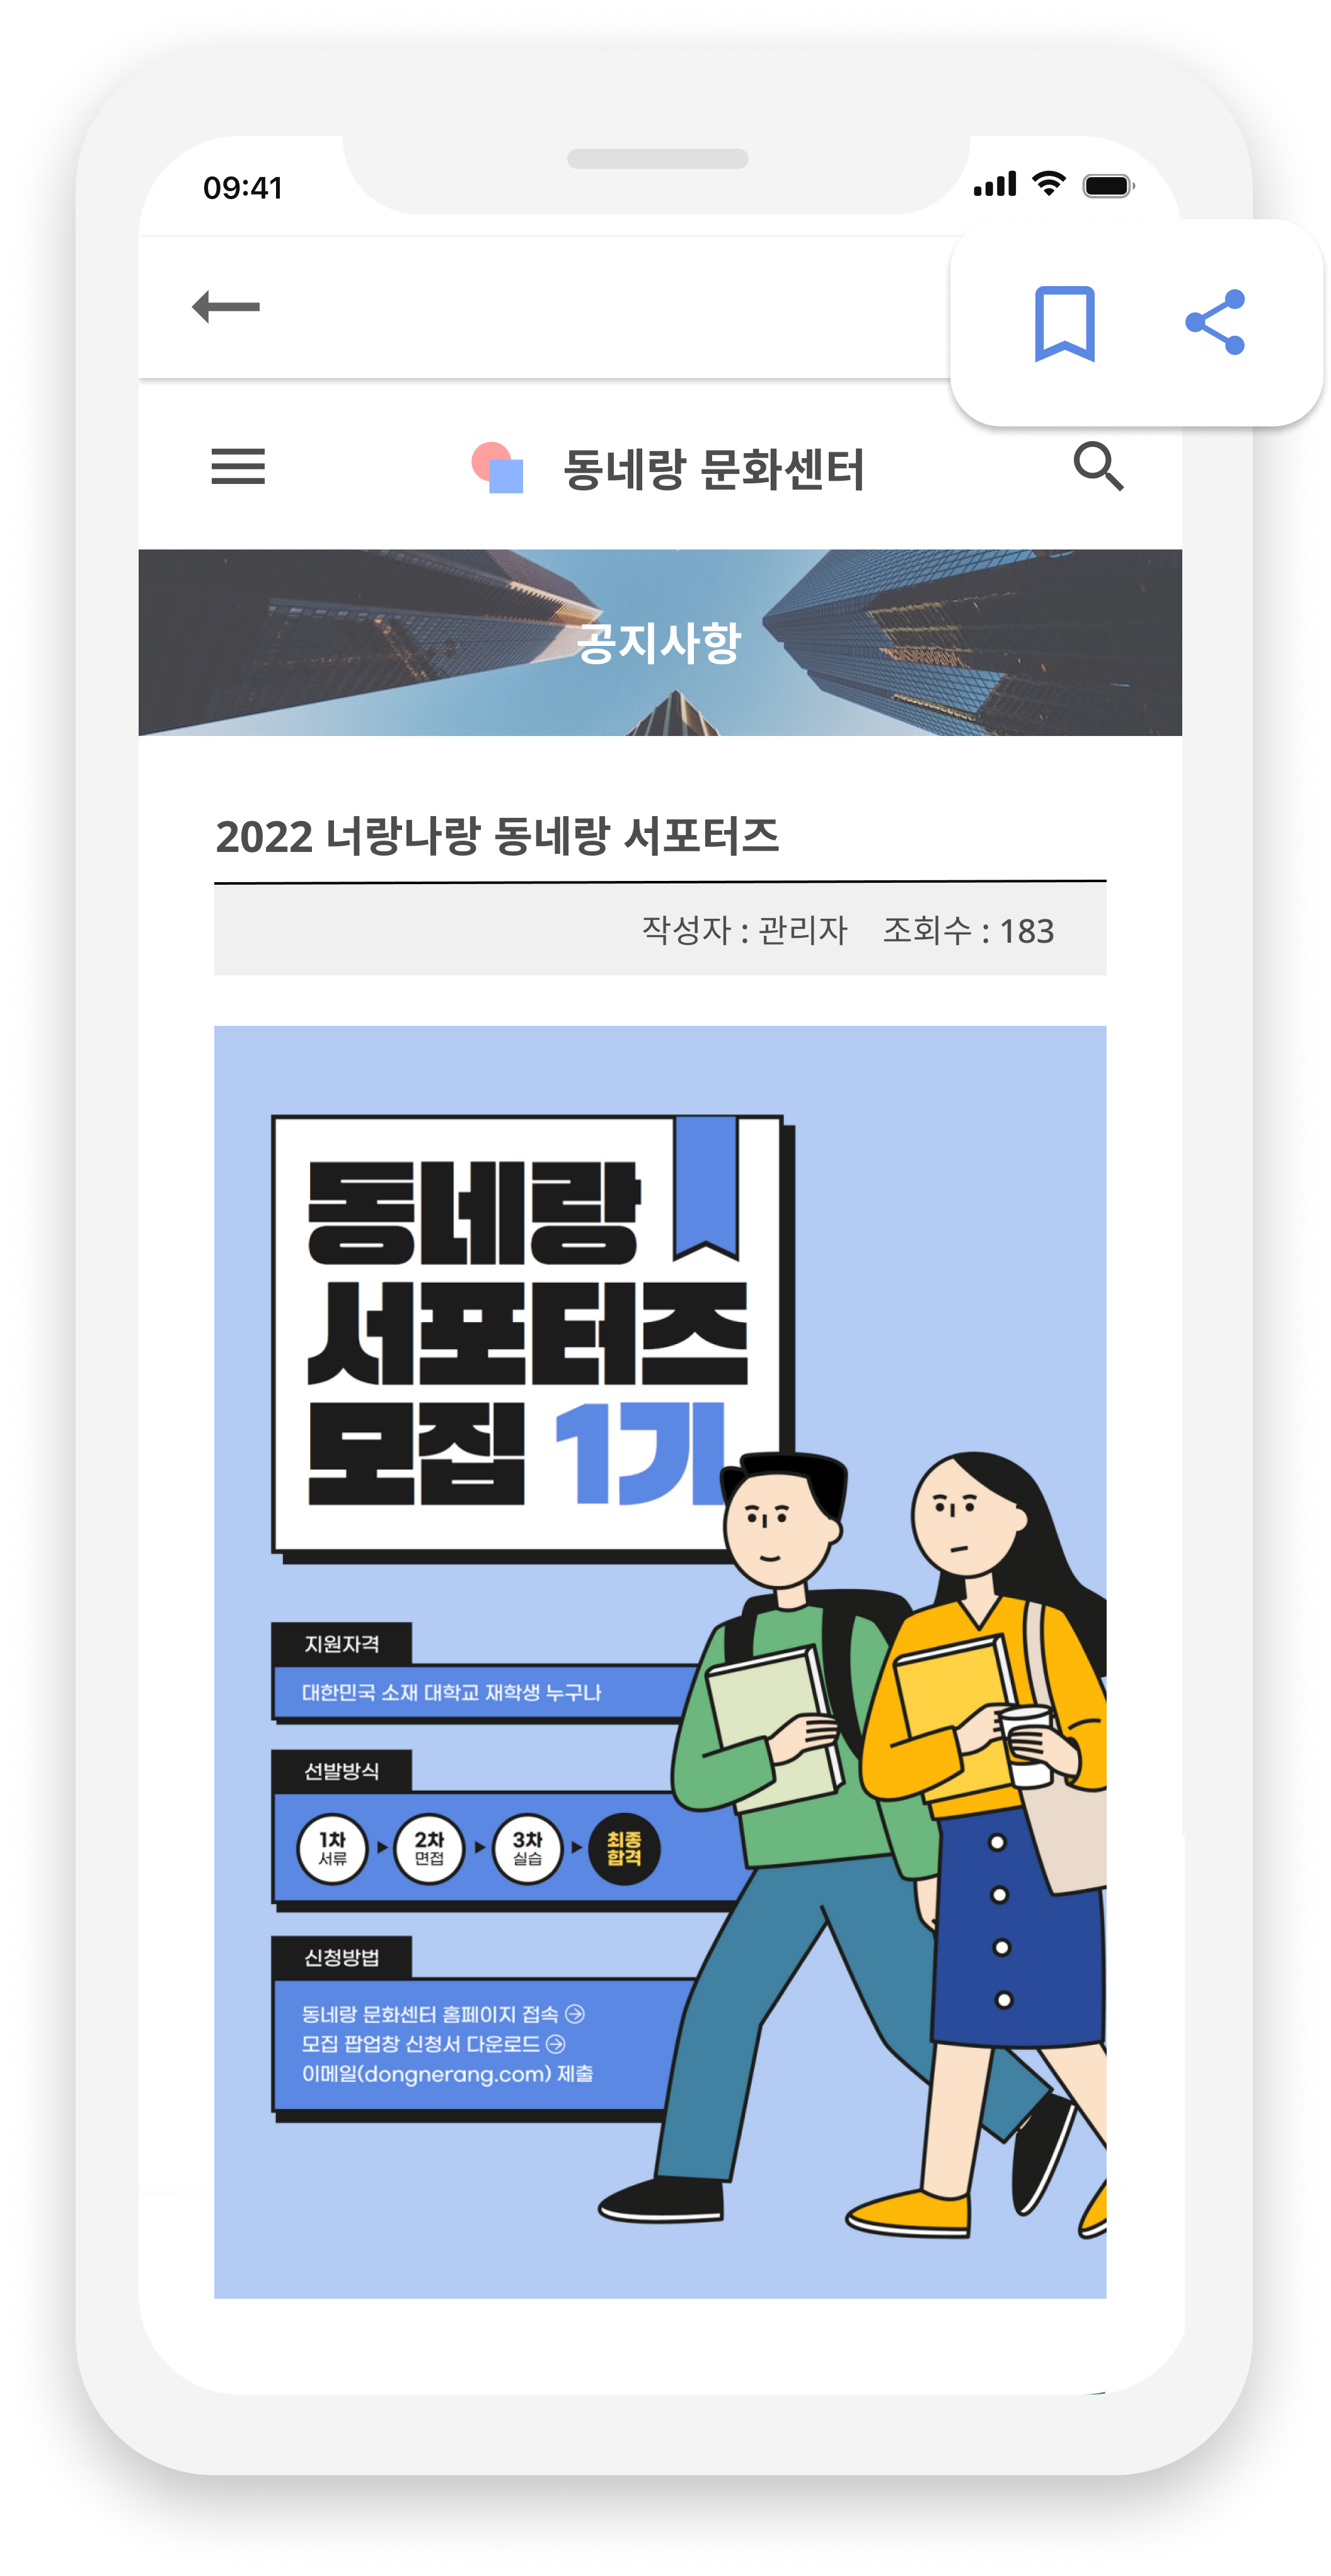 09:41
동네랑 문화센터
공지사항
2022 너랑나랑 동네랑 서포터즈
작성자 : 관리자 조회수 : 183
동네랑
서포터즈
모집 1기
지원자격
대한민국 소재 대학교 재학생 누구나
선발방식
1차 서류
2차 면접
3차 실습
최종 합격
신청방법
동네랑 문화센터 홈페이지 접속
모집 팝업창 신청서 다운로드
이메일(dongnerang.com) 제출